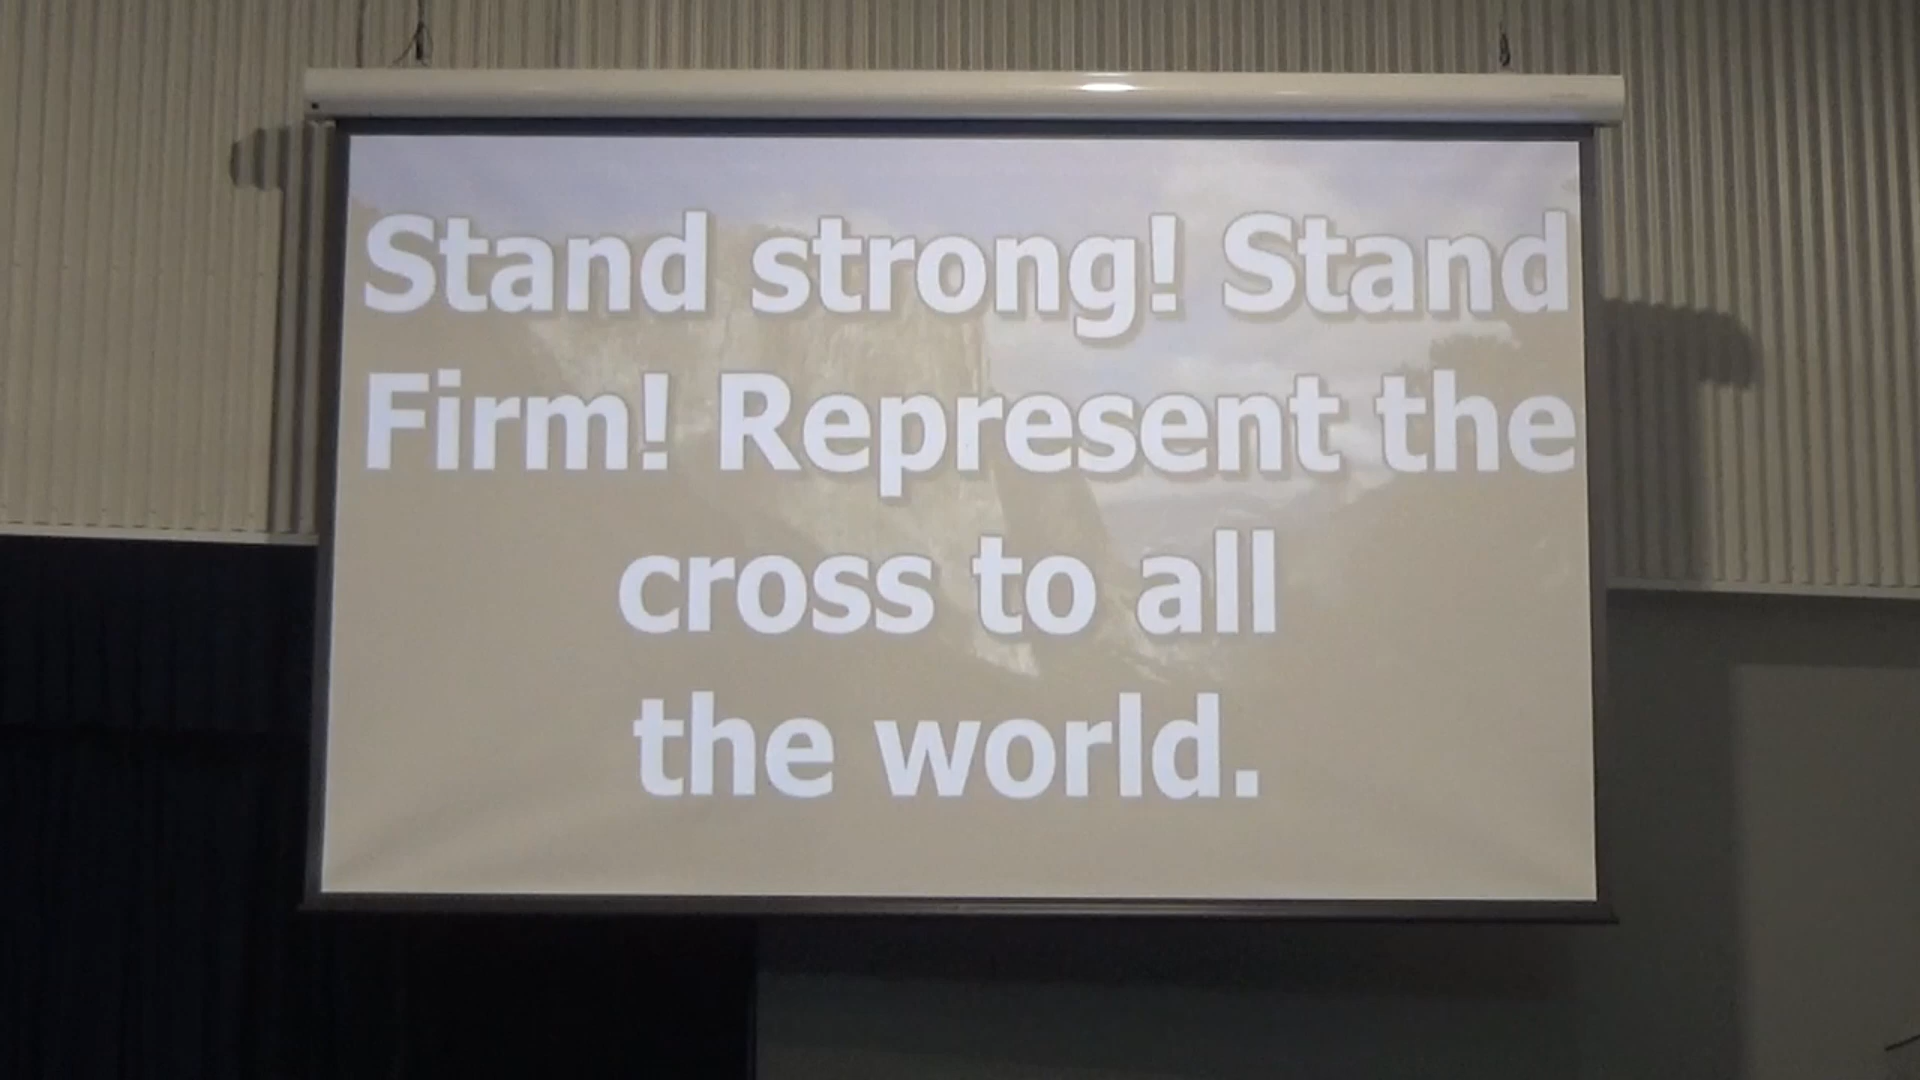 Stand strong! Stand
Firm! Represent the
cross to all
the world.